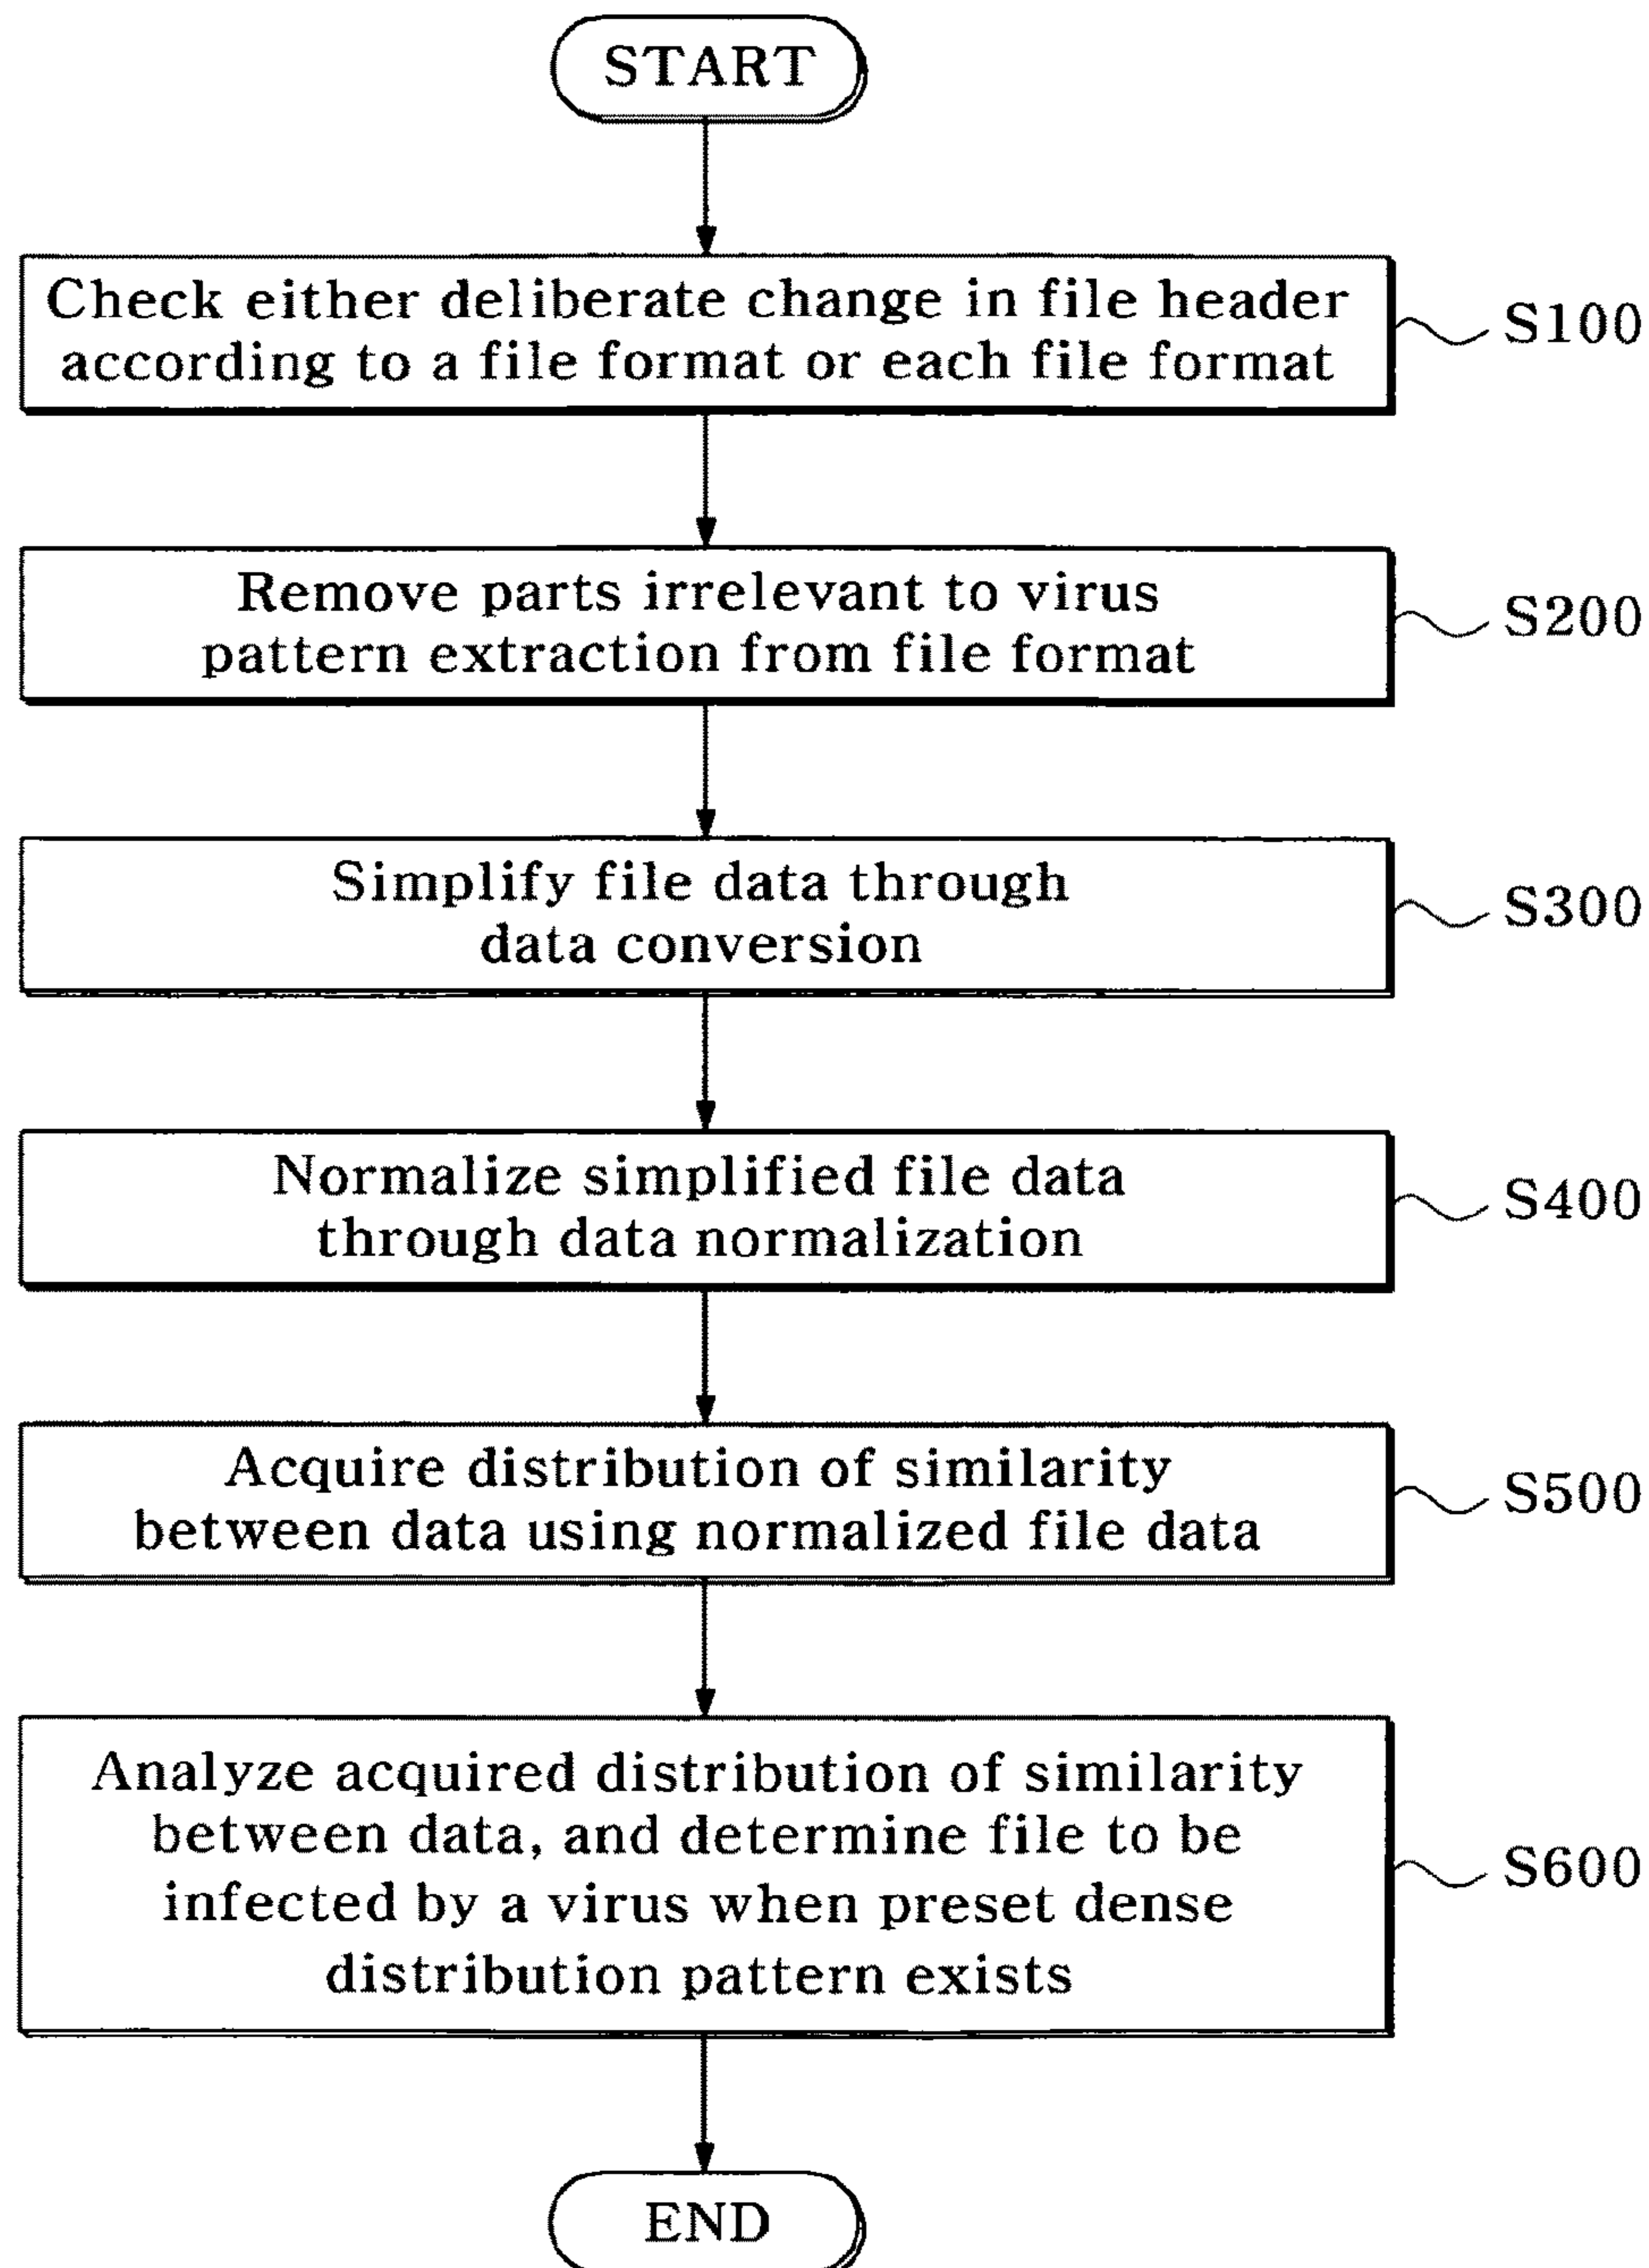 START
Check either deliberate change in file header
according to a file format or each file format
S100
Remove parts irrelevant to virus
pattern extraction from file format
S200
Simplify file data through
data conversion
S300
Normalize simplified file data
through data normalization
S400
Acquire distribution of similarity
between data using normalized file data
S500
Analyze acquired distribution of similarity
between data, and determine file to be
infected by a virus when preset dense
distribution pattern exists
S600
END